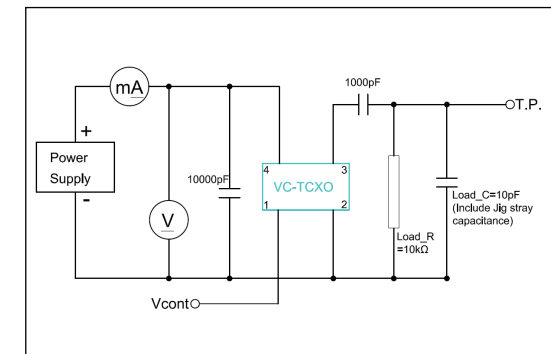 mA
1000pF
T.P.
+
Power
Supply
-
10000pF
4
3
VC-TCXO
1
2
V
Load_C=10pF
(Include Jig stray
capacitance)
Load_R
=10kΩ
Vcont